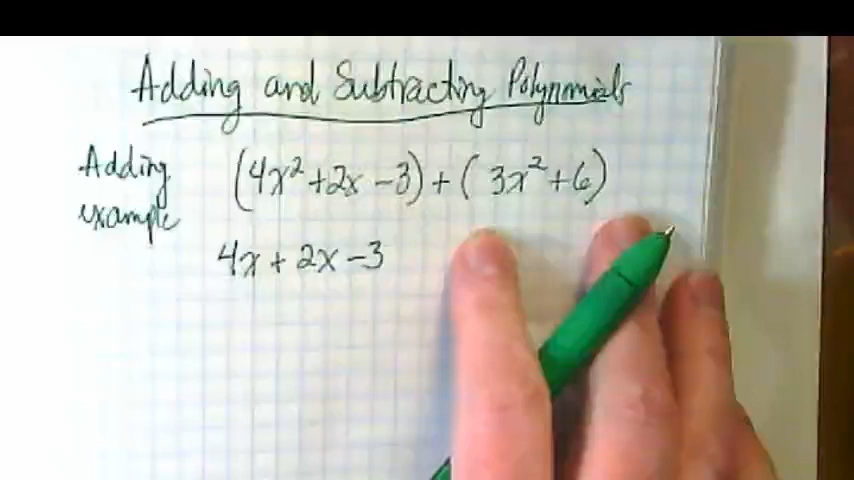 Adding and Subtracting Polynomials
Adding example
(4x² + 2x - 3) + ( 3x² + 6)
4x + 2x - 3